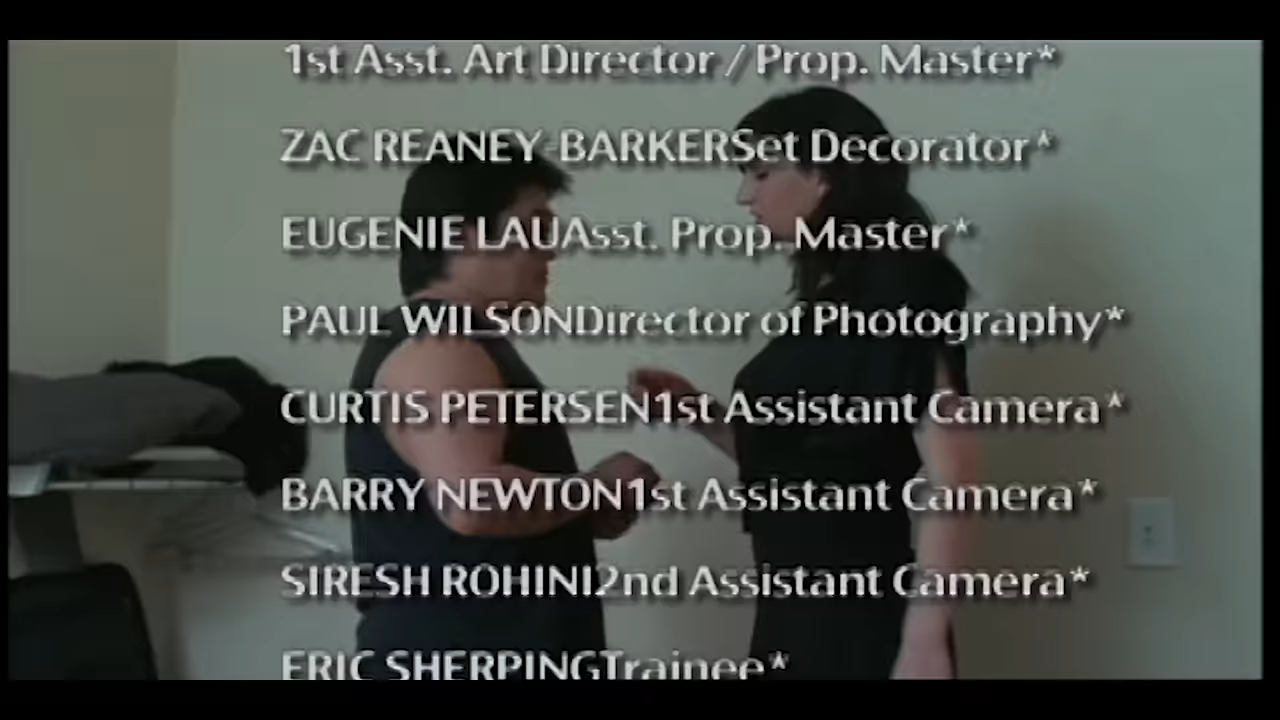 1st Asst. Art Director / Prop. Master*
ZAC REANEY-BARKERSet Decorator*
EUGENIE LAUAsst. Prop. Master*
PAUL WILSONDirector of Photography*
CURTIS PETERSEN1st Assistant Camera*
BARRY NEWTON1st Assistant Camera*
SIRESH ROHINI2nd Assistant Camera*
ERIC SHERPINGTrainee*